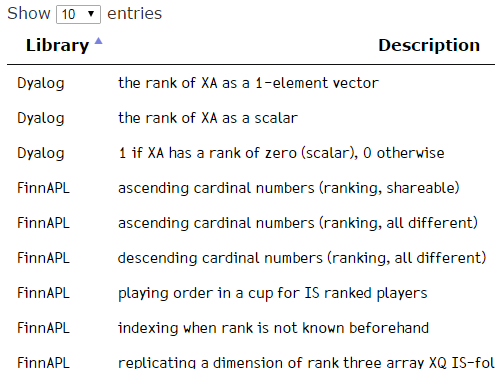 Show 10 entries
Library Description
Dyalog the rank of XA as a 1-element vector
Dyalog the rank of XA as a scalar
Dyalog 1 if XA has a rank of zero (scalar), 0 otherwise
FinnAPL ascending cardinal numbers (ranking, shareable)
FinnAPL ascending cardinal numbers (ranking, all different)
FinnAPL descending cardinal numbers (ranking, all different)
FinnAPL playing order in a cup for IS ranked players
FinnAPL indexing when rank is not known beforehand
FinnAPL replicating a dimension of rank three array XQ IS-fol